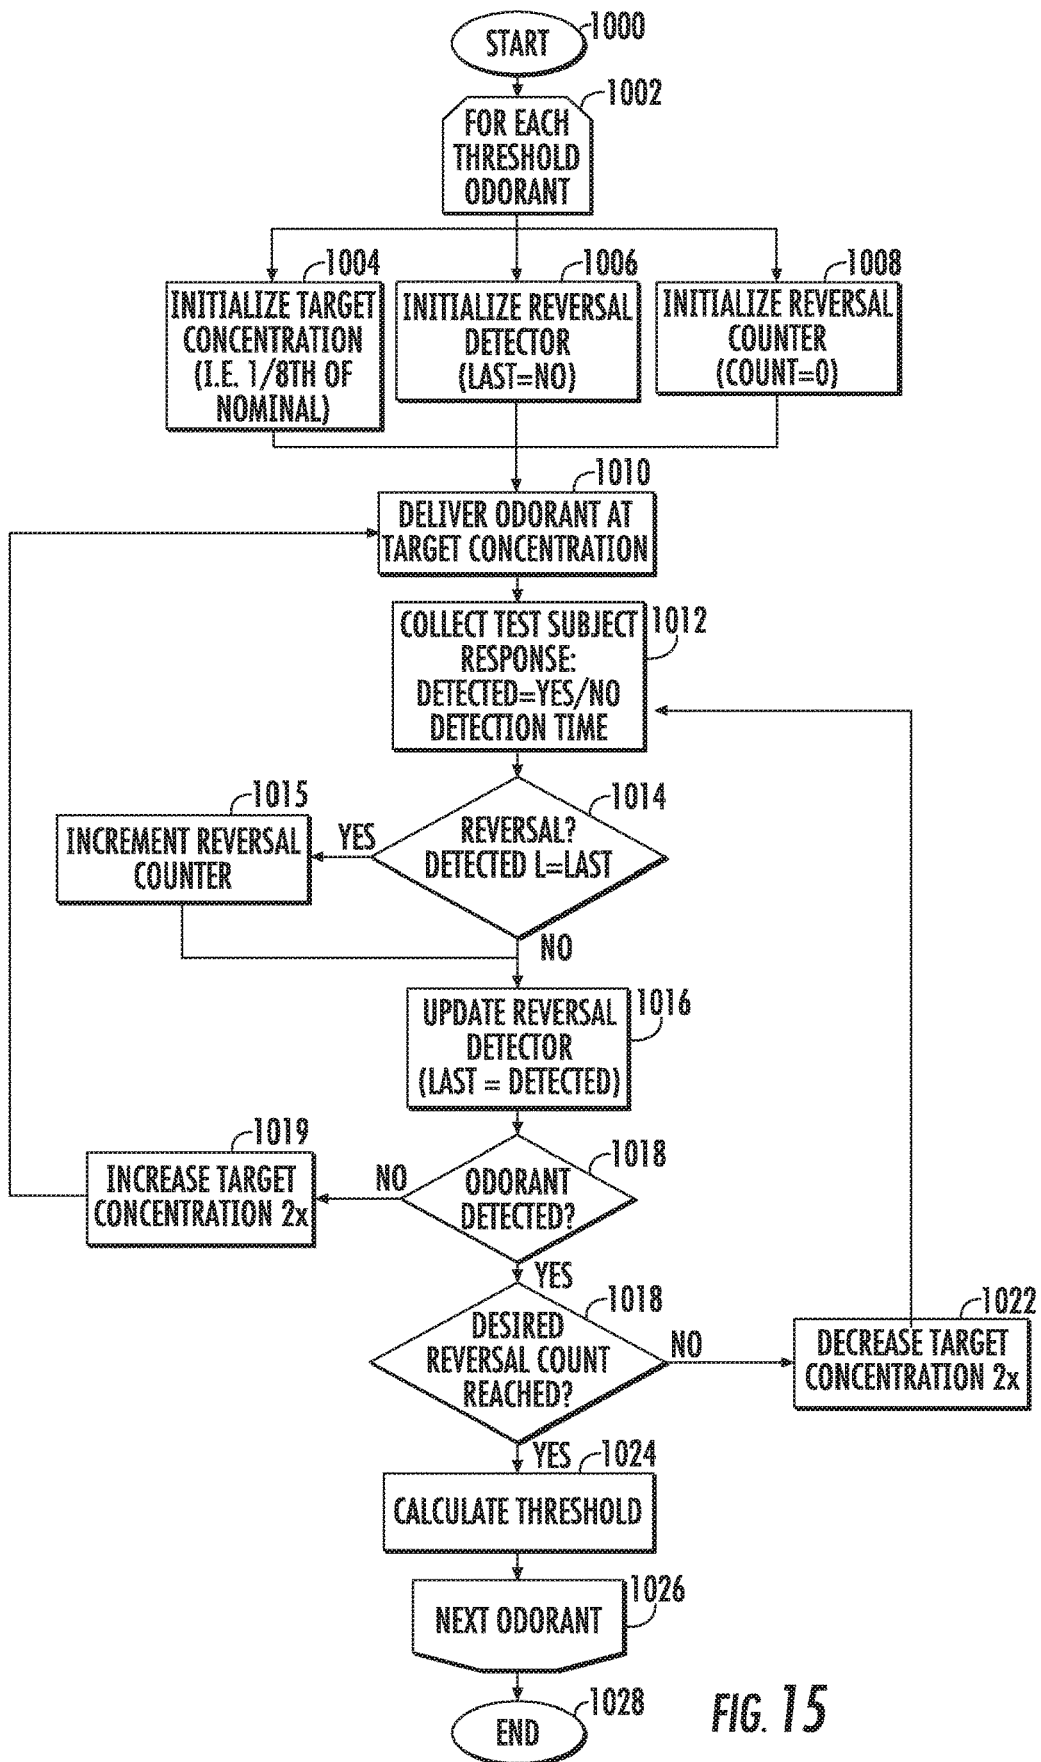 START
1000
1002
FOR EACH
THRESHOLD
ODORANT
1004
INITIALIZE TARGET
CONCENTRATION
(I.E. 1/8TH OF
NOMINAL)
1006
INITIALIZE REVERSAL
DETECTOR
(LAST=NO)
1008
INITIALIZE REVERSAL
COUNTER
(COUNT=0)
1010
DELIVER ODORANT AT
TARGET CONCENTRATION
COLLECT TEST SUBJECT
RESPONSE:
DETECTED=YES/NO
DETECTION TIME
1012
1014
REVERSAL?
DETECTED L=LAST
YES
1015
INCREMENT REVERSAL
COUNTER
NO
1016
UPDATE REVERSAL
DETECTOR
(LAST = DETECTED)
1018
ODORANT
DETECTED?
NO
1019
INCREASE TARGET
CONCENTRATION 2x
YES
1018
DESIRED
REVERSAL COUNT
REACHED?
NO
1022
DECREASE TARGET
CONCENTRATION 2x
YES
1024
CALCULATE THRESHOLD
1026
NEXT ODORANT
1028
END
FIG. 15